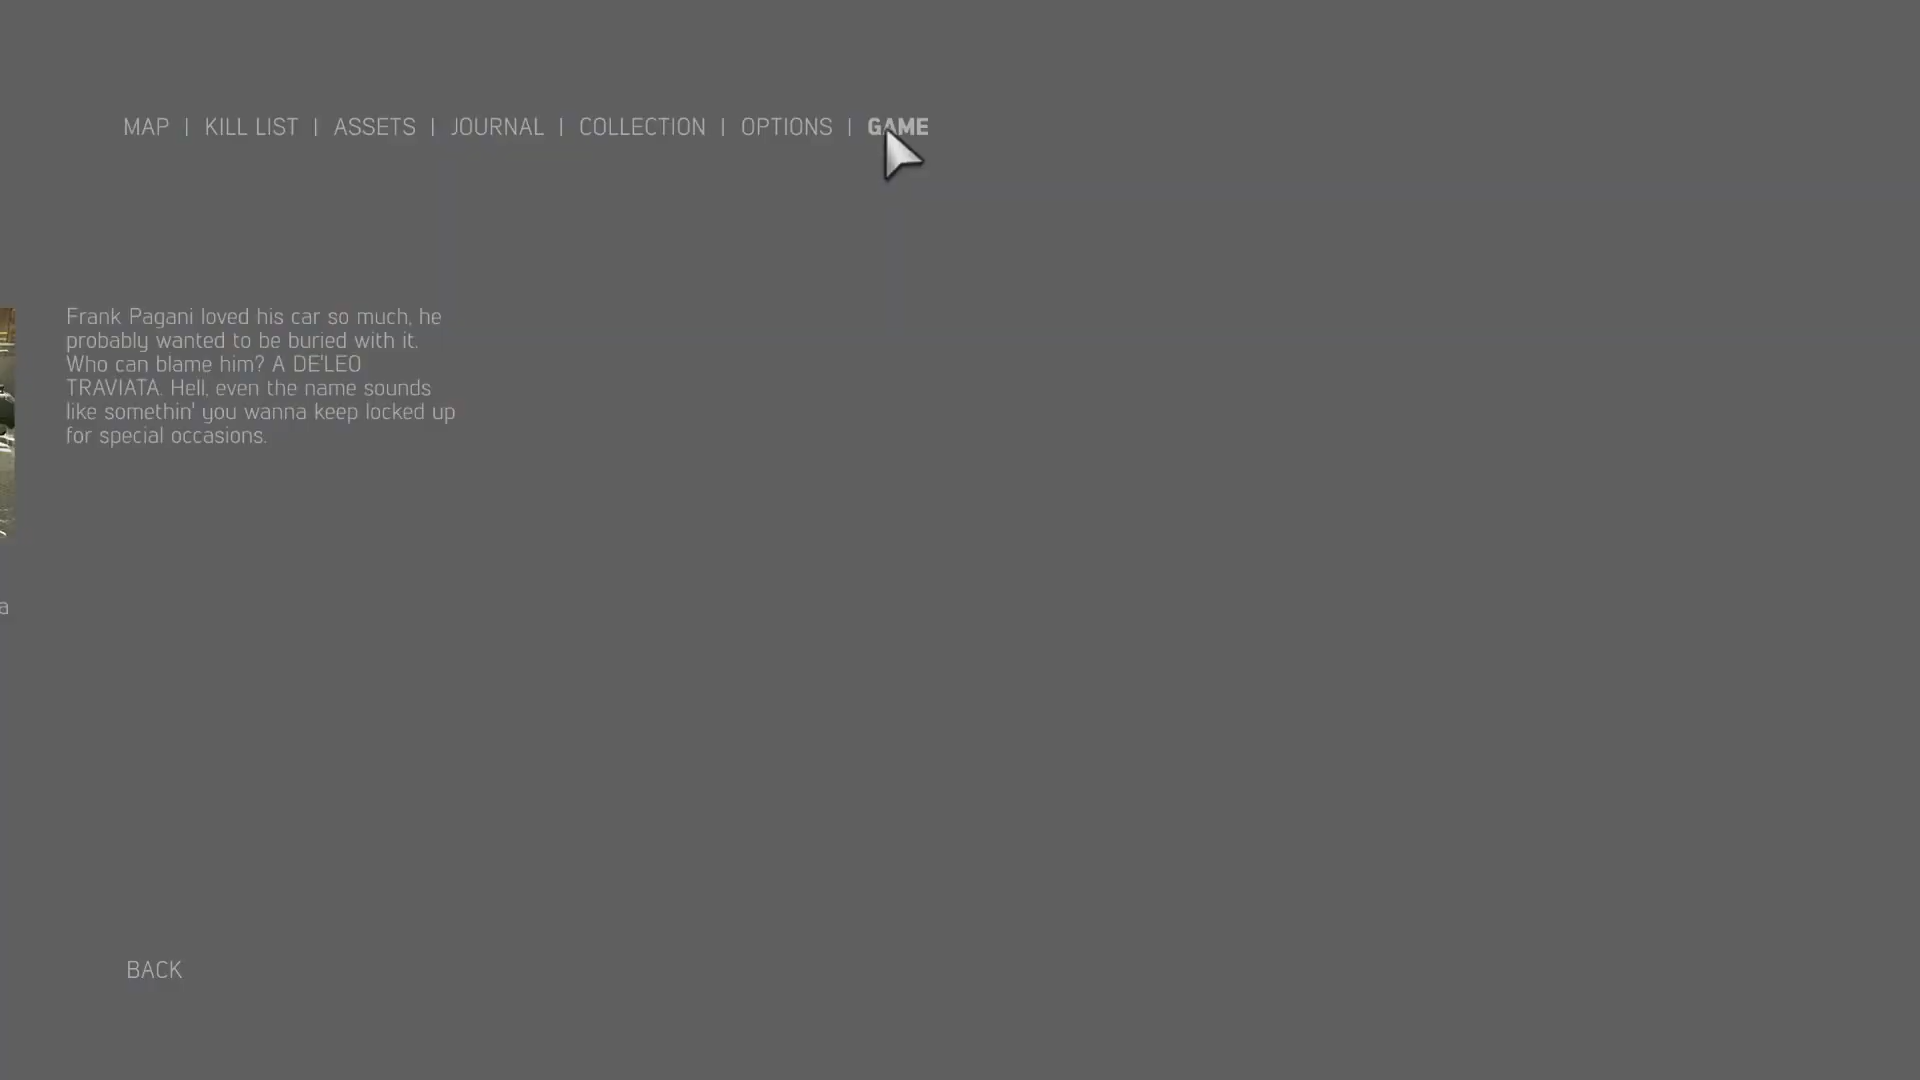 MAP | KILL LIST | ASSETS | JOURNAL | COLLECTION | OPTIONS | GAME
Frank Pagani loved his car so much, he
probably wanted to be buried with it.
Who can blame him? A DE'LEO
TRAVIATA. Hell, even the name sounds
like somethin' you wanna keep locked up
for special occasions.
a
BACK